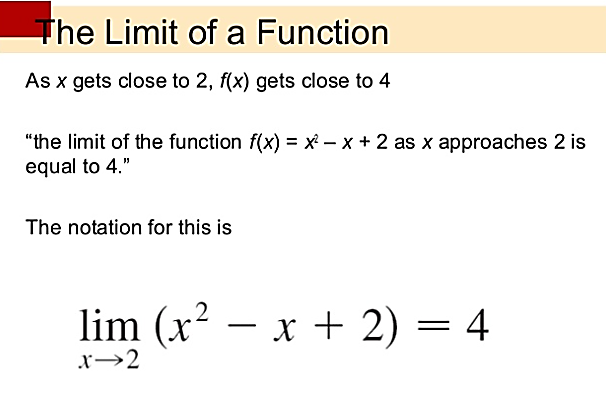 The Limit of a Function
As x gets close to 2, f(x) gets close to 4
“the limit of the function f(x) = x² – x + 2 as x approaches 2 is
equal to 4.”
The notation for this is
lim (x² − x + 2) = 4
x→2